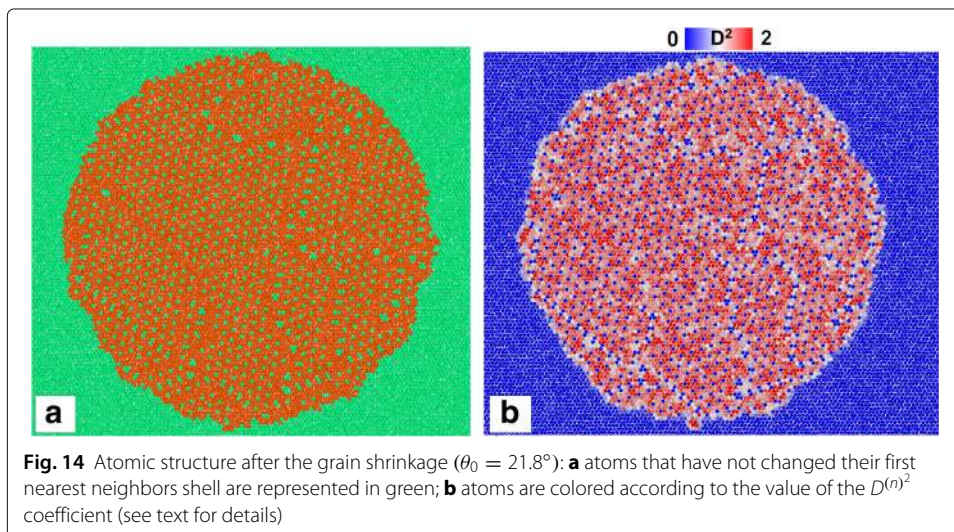 0 D² 2
a
b
Fig. 14 Atomic structure after the grain shrinkage (θ₀ = 21.8°): a atoms that have not changed their first
nearest neighbors shell are represented in green; b atoms are colored according to the value of the D⁽ⁿ⁾²
coefficient (see text for details)